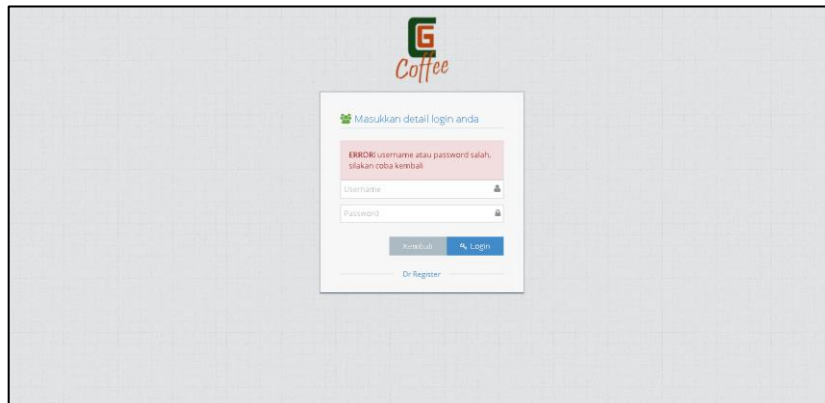 G
Coffee
Masukkan detail login anda
ERROR! username atau password salah,
silakan coba kembali
Username
Password
Kembali
Login
Or Register